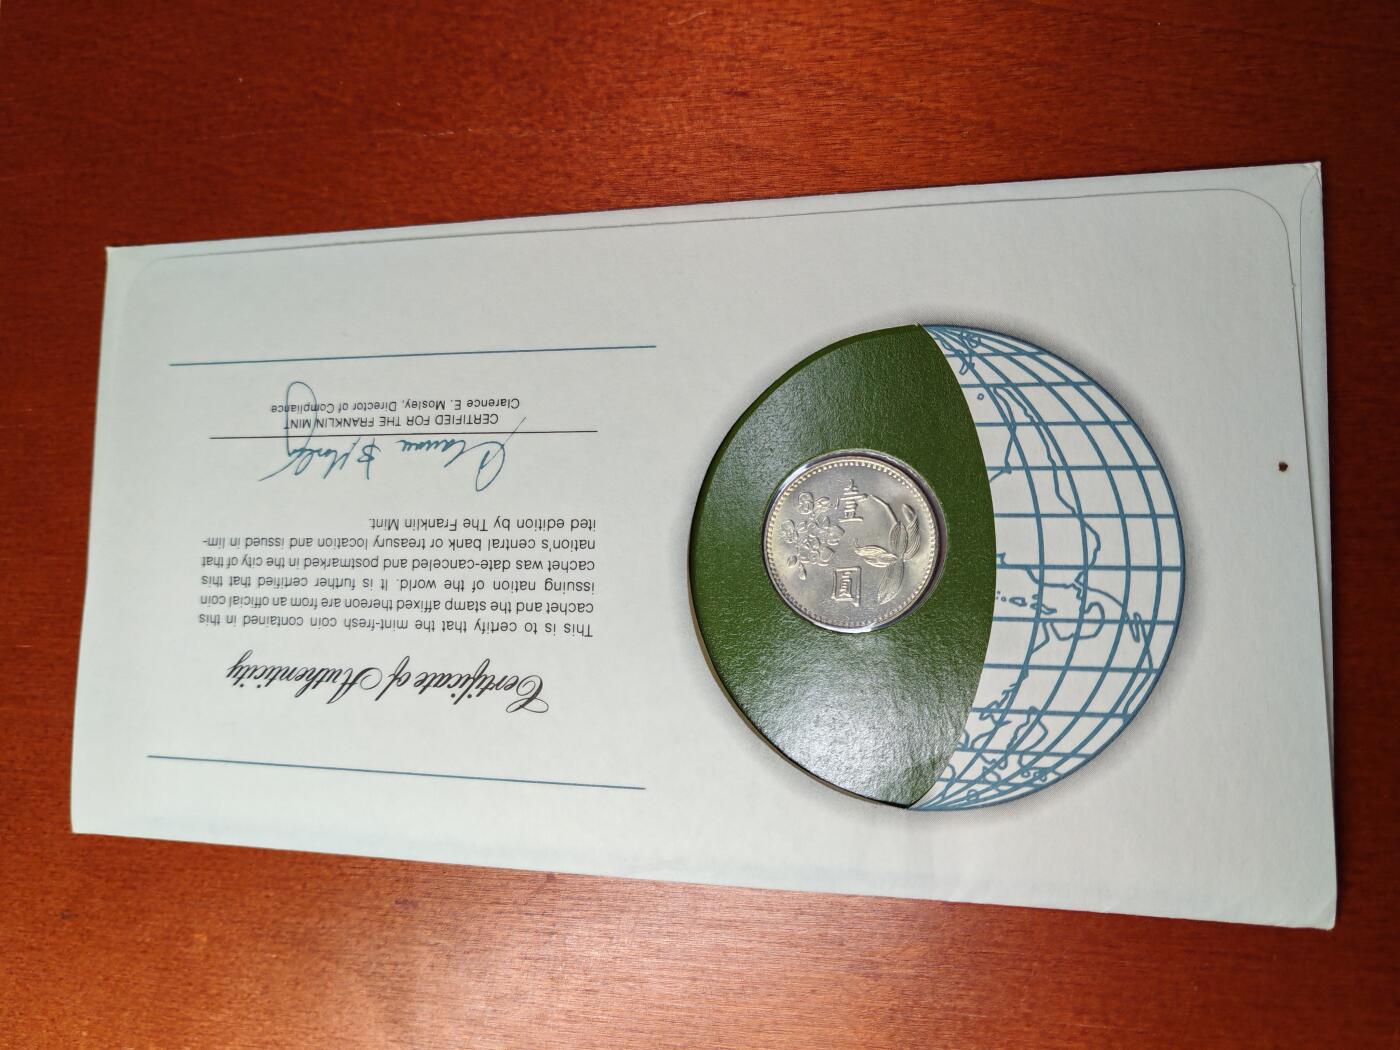 Certificate of Authenticity
This is to certify that the mint-fresh coin contained in this
cachet and the stamp affixed thereon are from an official coin
issuing nation of the world. It is further certified that this
cachet was date-canceled and postmarked in the city of that
nation's central bank or treasury location and issued in lim-
ited edition by The Franklin Mint.
CERTIFIED FOR THE FRANKLIN MINT
Clarence E. Mosley, Director of Compliance
壹
圓